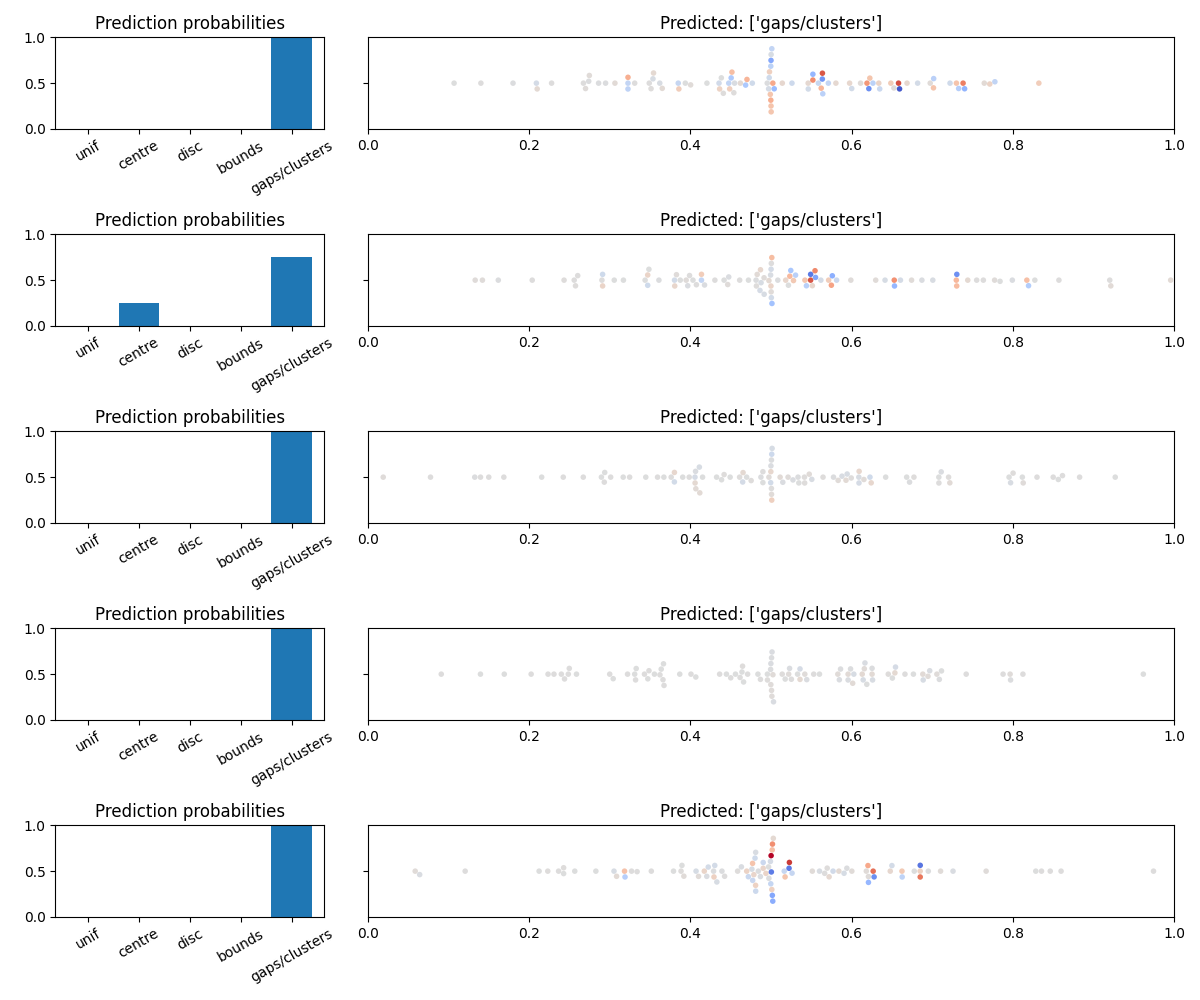 Prediction probabilities
Predicted: ['gaps/clusters']
1.0
0.5
0.0
unif
centre
disc
bounds
gaps/clusters
0.0 0.2 0.4 0.6 0.8 1.0
Prediction probabilities
Predicted: ['gaps/clusters']
1.0
0.5
0.0
unif
centre
disc
bounds
gaps/clusters
0.0 0.2 0.4 0.6 0.8 1.0
Prediction probabilities
Predicted: ['gaps/clusters']
1.0
0.5
0.0
unif
centre
disc
bounds
gaps/clusters
0.0 0.2 0.4 0.6 0.8 1.0
Prediction probabilities
Predicted: ['gaps/clusters']
1.0
0.5
0.0
unif
centre
disc
bounds
gaps/clusters
0.0 0.2 0.4 0.6 0.8 1.0
Prediction probabilities
Predicted: ['gaps/clusters']
1.0
0.5
0.0
unif
centre
disc
bounds
gaps/clusters
0.0 0.2 0.4 0.6 0.8 1.0